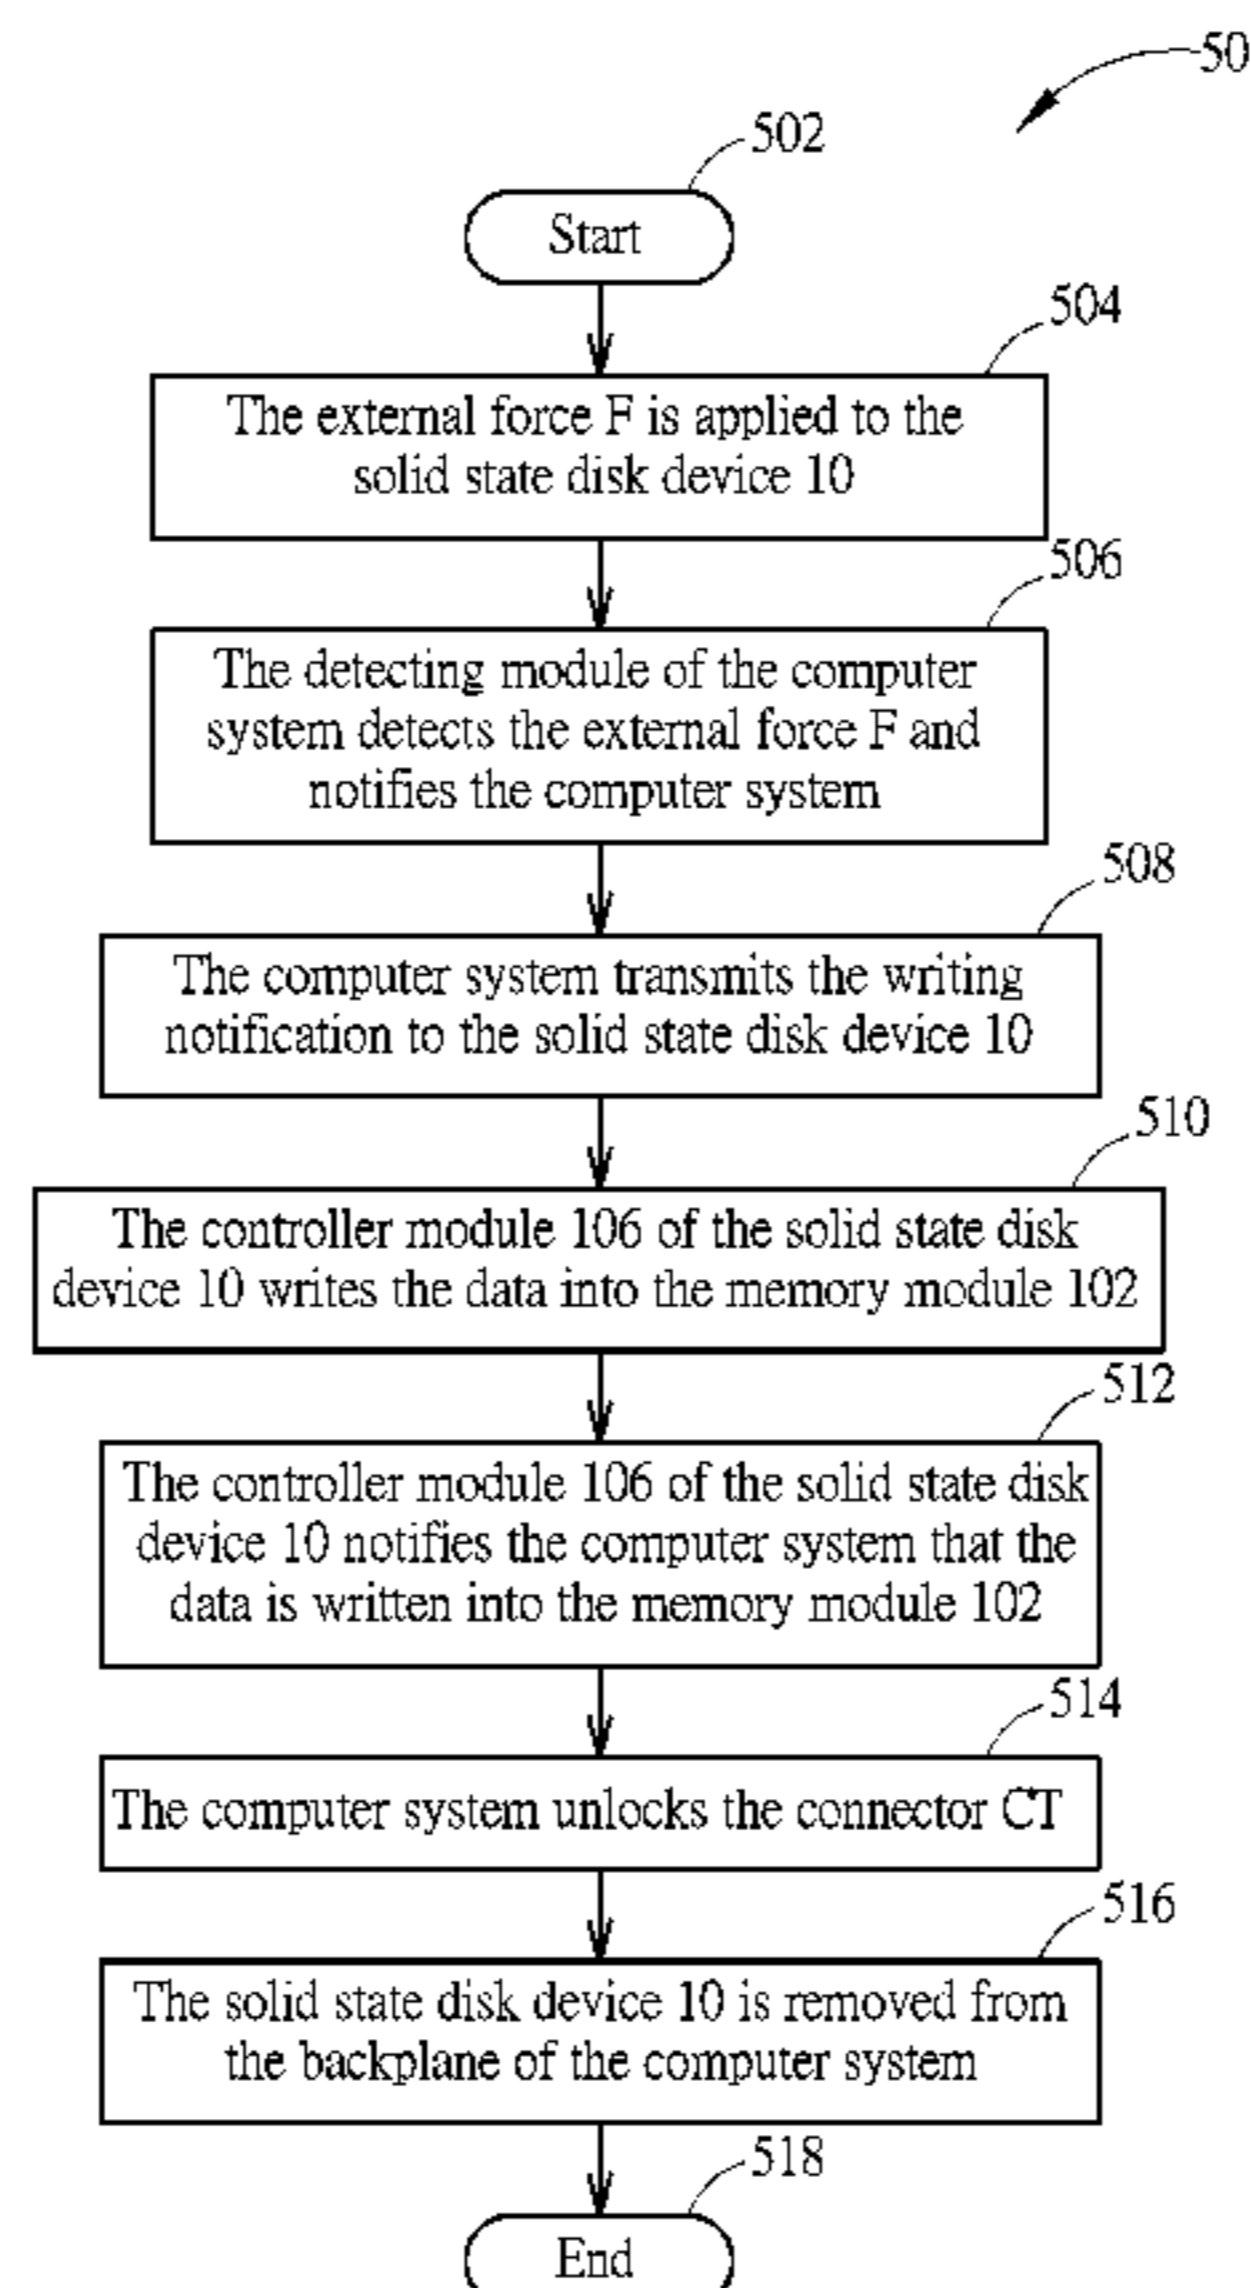 50
502
Start
504
The external force F is applied to the
solid state disk device 10
506
The detecting module of the computer
system detects the external force F and
notifies the computer system
508
The computer system transmits the writing
notification to the solid state disk device 10
510
The controller module 106 of the solid state disk
device 10 writes the data into the memory module 102
512
The controller module 106 of the solid state disk
device 10 notifies the computer system that the
data is written into the memory module 102
514
The computer system unlocks the connector CT
516
The solid state disk device 10 is removed from
the backplane of the computer system
518
End